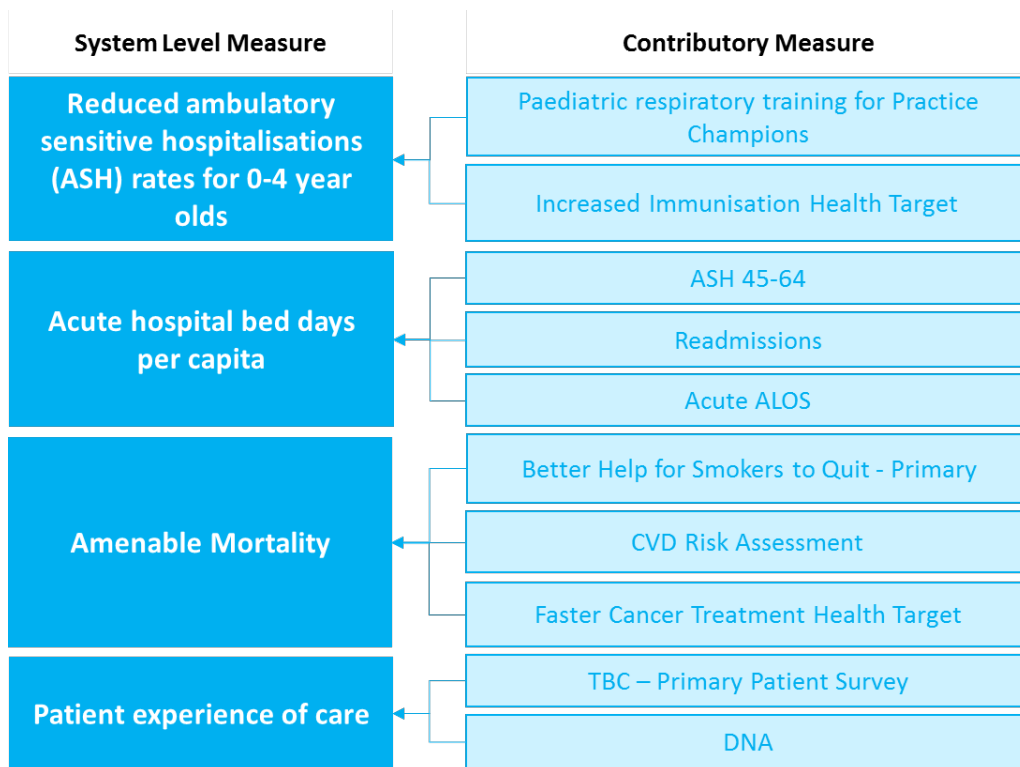 System Level Measure
Contributory Measure
Reduced ambulatory
sensitive hospitalisations
(ASH) rates for 0-4 year
olds
Paediatric respiratory training for Practice
Champions
Increased Immunisation Health Target
Acute hospital bed days
per capita
ASH 45-64
Readmissions
Acute ALOS
Amenable Mortality
Better Help for Smokers to Quit - Primary
CVD Risk Assessment
Faster Cancer Treatment Health Target
Patient experience of care
TBC – Primary Patient Survey
DNA